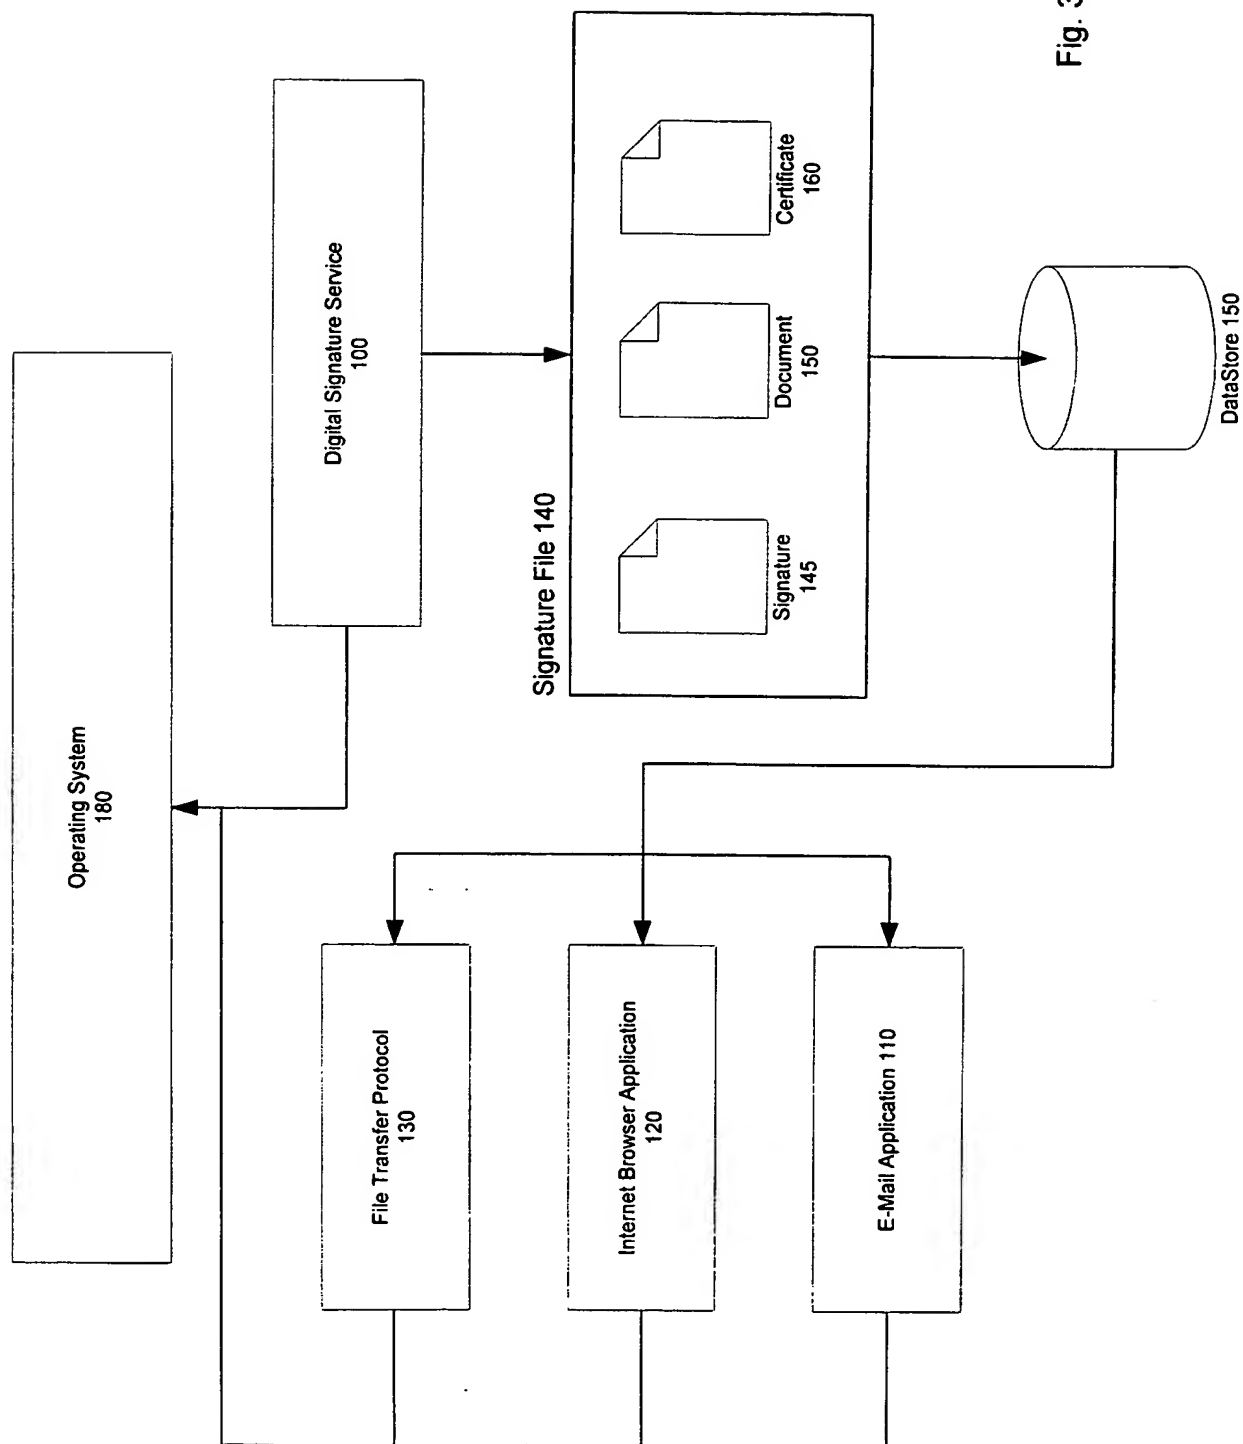 Operating System
180
Digital Signature Service
100
Signature File 140
Signature
145
Document
150
Certificate
160
File Transfer Protocol
130
Internet Browser Application
120
E-Mail Application 110
DataStore 150
Fig. 3